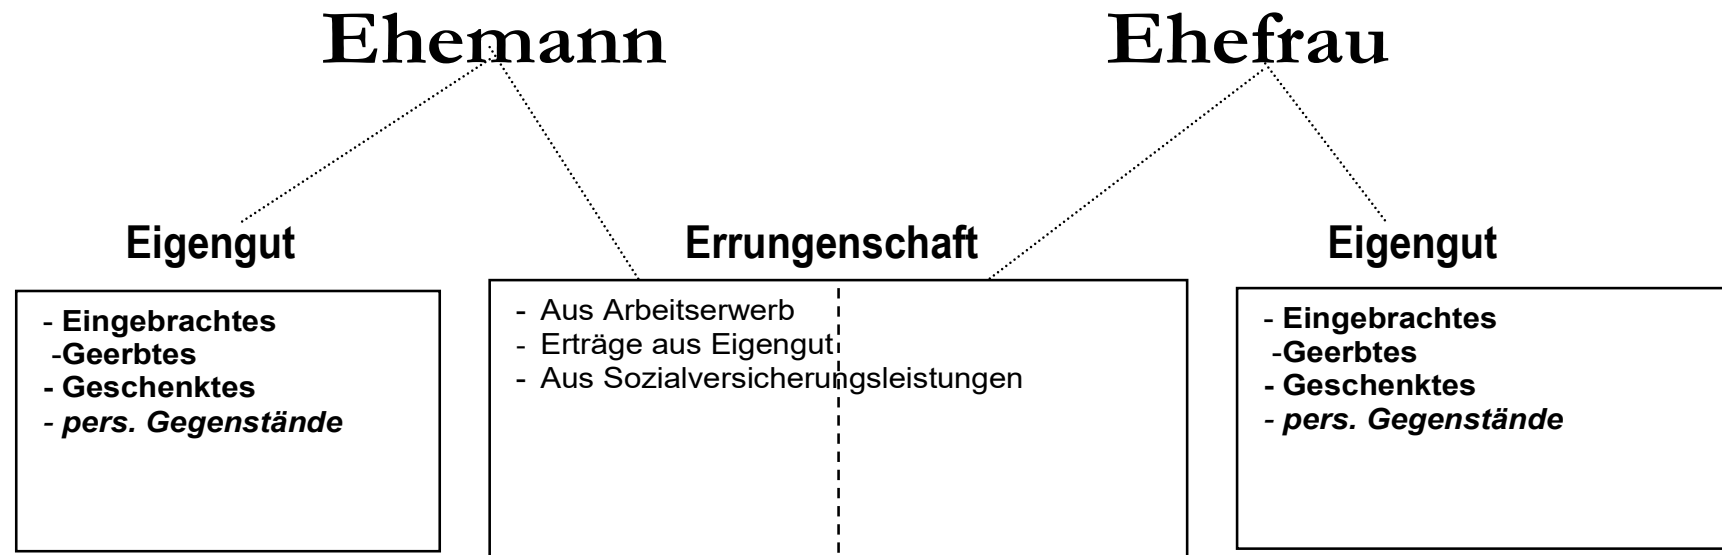 Ehemann
Ehefrau
Eigengut
Errungenschaft
Eigengut
- Eingebrachtes
-Geerbtes
- Geschenktes
- pers. Gegenstände
- Aus Arbeitserwerb
- Erträge aus Eigengut
- Aus Sozialversicherungsleistungen
- Eingebrachtes
-Geerbtes
- Geschenktes
- pers. Gegenstände